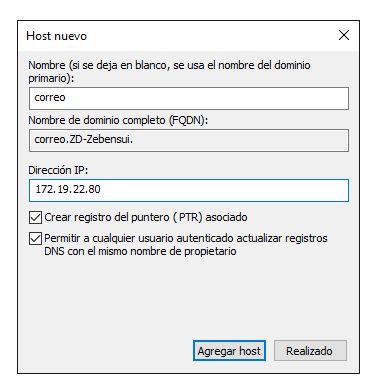 Host nuevo
Nombre (si se deja en blanco, se usa el nombre del dominio
primario):
correo
Nombre de dominio completo (FQDN):
correo.ZD-Zebensui.
Dirección IP:
172.19.22.80
Crear registro del puntero (PTR) asociado
Permitir a cualquier usuario autenticado actualizar registros
DNS con el mismo nombre de propietario
Agregar host
Realizado